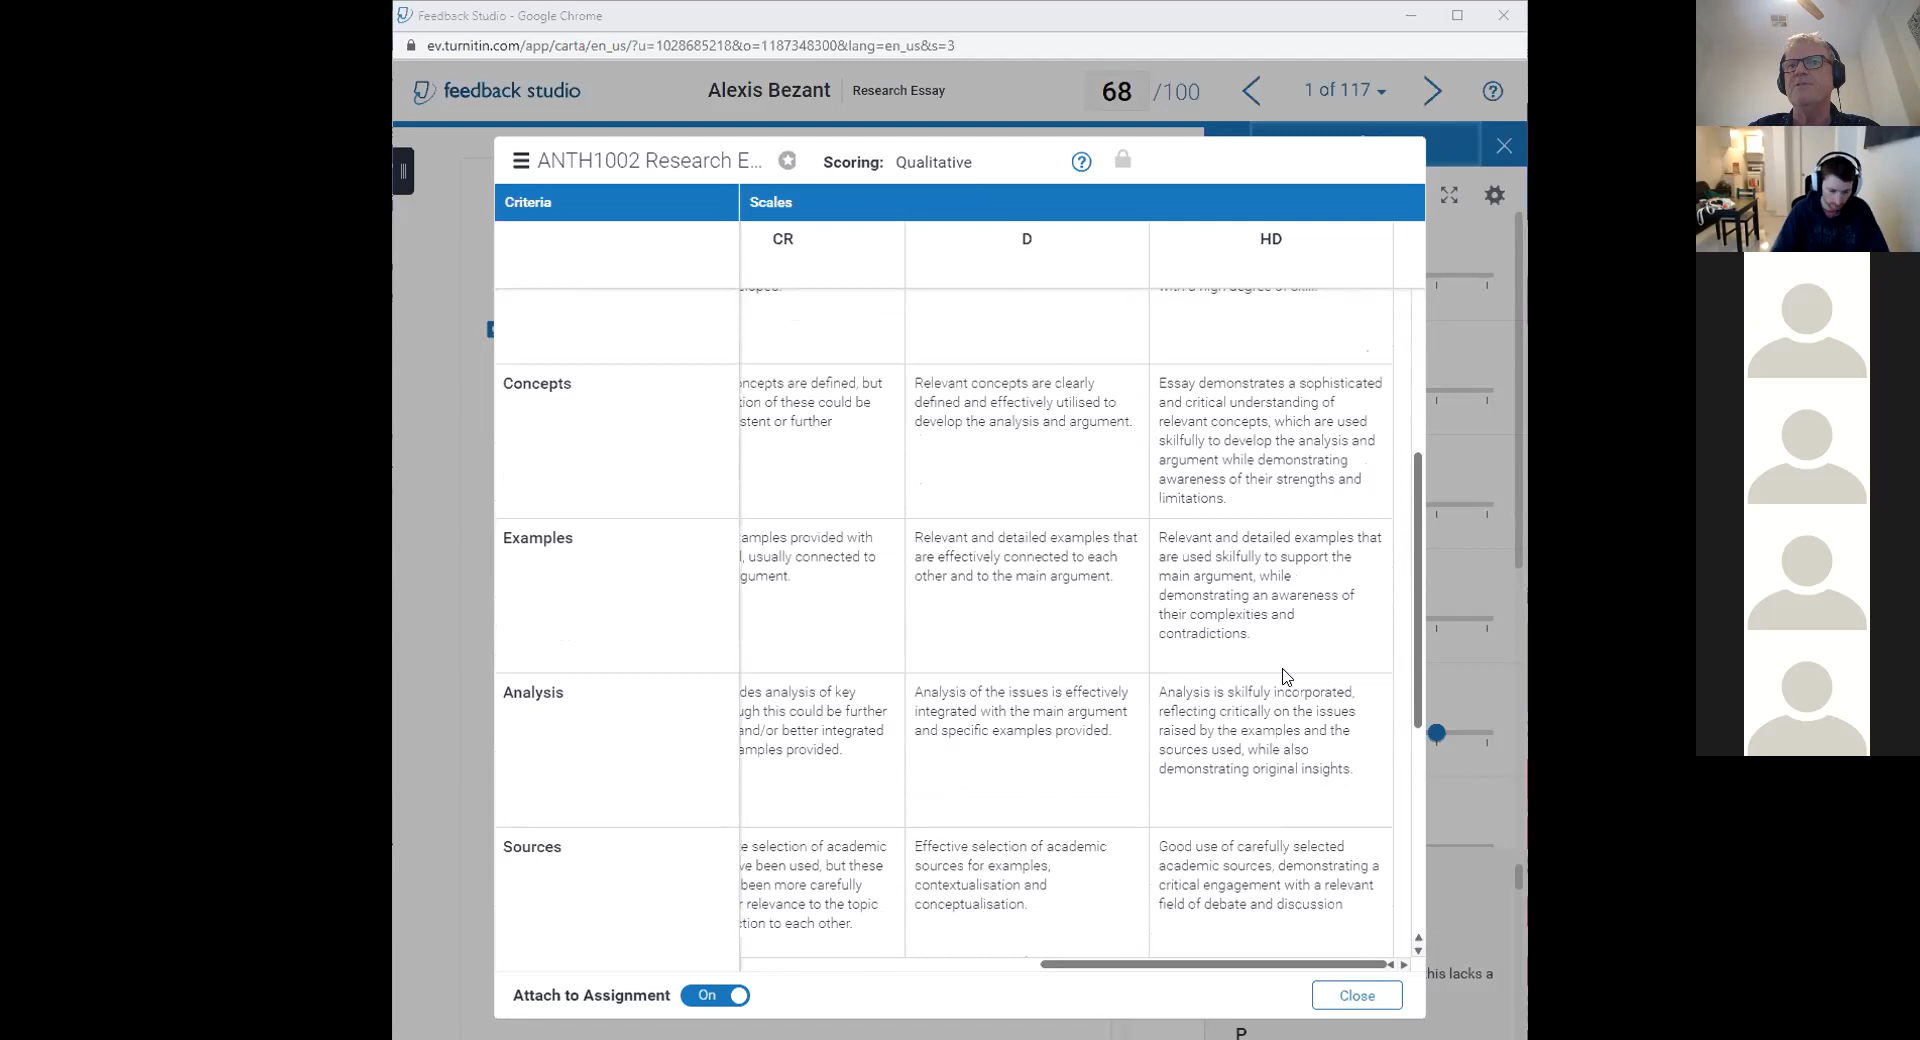 Feedback Studio - Google Chrome
ev.turnitin.com/app/carta/en_us/?u=1028685218&o=1187348300&lang=en_us&s=3
feedback studio
Alexis Bezant
Research Essay
68 /100
1 of 117
ANTH1002 Research E...
Scoring: Qualitative
Criteria
Scales
CR
D
HD
with a high degree of skill.
Concepts
oncepts are defined, but
tion of these could be
stent or further
Relevant concepts are clearly
defined and effectively utilised to
develop the analysis and argument.
Essay demonstrates a sophisticated
and critical understanding of
relevant concepts, which are used
skilfully to develop the analysis and
argument while demonstrating
awareness of their strengths and
limitations.
Examples
amples provided with
l, usually connected to
gument.
Relevant and detailed examples that
are effectively connected to each
other and to the main argument.
Relevant and detailed examples that
are used skilfully to support the
main argument, while
demonstrating an awareness of
their complexities and
contradictions.
Analysis
des analysis of key
ugh this could be further
and/or better integrated
amples provided.
Analysis of the issues is effectively
integrated with the main argument
and specific examples provided.
Analysis is skilfuly incorporated,
reflecting critically on the issues
raised by the examples and the
sources used, while also
demonstrating original insights.
Sources
e selection of academic
ve been used, but these
been more carefully
r relevance to the topic
ction to each other.
Effective selection of academic
sources for examples,
contextualisation and
conceptualisation.
Good use of carefully selected
academic sources, demonstrating a
critical engagement with a relevant
field of debate and discussion
his lacks a
Attach to Assignment
On
Close
P